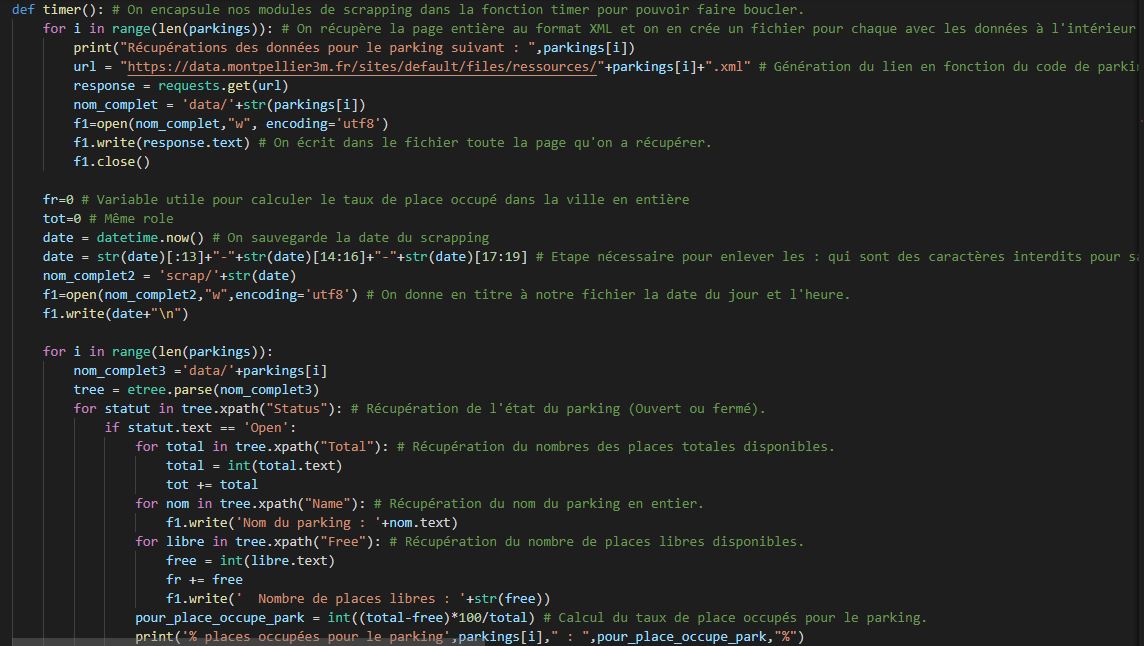 def timer(): # On encapsule nos modules de scrapping dans la fonction timer pour pouvoir faire boucler.
    for i in range(len(parkings)): # On récupère la page entière au format XML et on en crée un fichier pour chaque avec les données à l'intérieur
        print("Récupérations des données pour le parking suivant : ",parkings[i])
        url = "https://data.montpellier3m.fr/sites/default/files/ressources/"+parkings[i]+".xml" # Génération du lien en fonction du code de
        response = requests.get(url)
        nom_complet = 'data/'+str(parkings[i])
        f1=open(nom_complet,"w", encoding='utf8')
        f1.write(response.text) # On écrit dans le fichier toute la page qu'on a récupérer.
        f1.close()

    fr=0 # Variable utile pour calculer le taux de place occupé dans la ville en entière
    tot=0 # Même role
    date = datetime.now() # On sauvegarde la date du scrapping
    date = str(date)[:13]+"-"+str(date)[14:16]+"-"+str(date)[17:19] # Etape nécessaire pour enlever les : qui sont des caractères interdits pour
    nom_complet2 = 'scrap/'+str(date)
    f1=open(nom_complet2,"w",encoding='utf8') # On donne en titre à notre fichier la date du jour et l'heure.
    f1.write(date+"\n")

    for i in range(len(parkings)):
        nom_complet3 ='data/'+parkings[i]
        tree = etree.parse(nom_complet3)
        for statut in tree.xpath("Status"): # Récupération de l'état du parking (Ouvert ou fermé).
            if statut.text == 'Open':
                for total in tree.xpath("Total"): # Récupération du nombres des places totales disponibles.
                    total = int(total.text)
                    tot += total
                for nom in tree.xpath("Name"): # Récupération du nom du parking en entier.
                    f1.write('Nom du parking : '+nom.text)
                for libre in tree.xpath("Free"): # Récupération du nombre de places libres disponibles.
                    free = int(libre.text)
                    fr += free
                    f1.write('  Nombre de places libres : '+str(free))
                pour_place_occupe_park = int((total-free)*100/total) # Calcul du taux de place occupés pour le parking.
                print('% places occupées pour le parking',parkings[i]," : ",pour_place_occupe_park,"%")